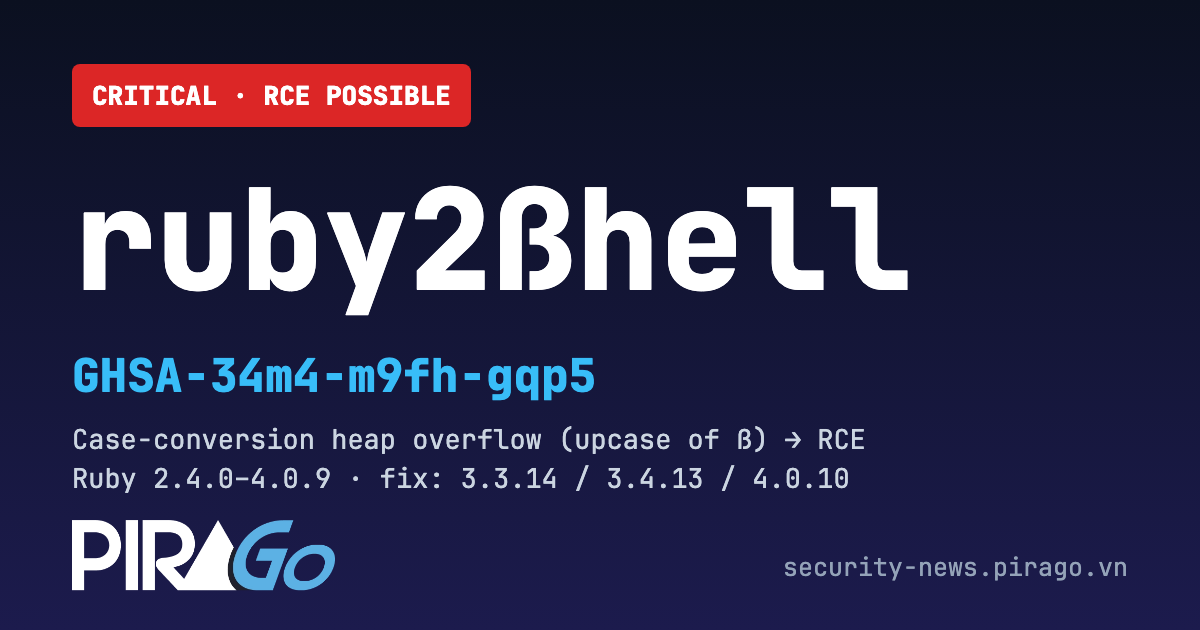 CRITICAL · RCE POSSIBLE
ruby2ßhell
GHSA-34m4-m9fh-gqp5
Case-conversion heap overflow (upcase of ß) → RCE
Ruby 2.4.0–4.0.9 · fix: 3.3.14 / 3.4.13 / 4.0.10
PIRAGO
security-news.pirago.vn